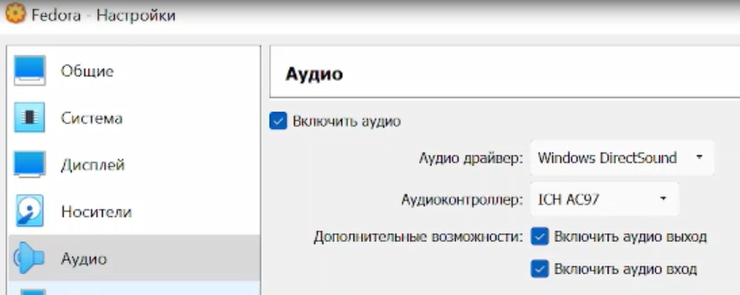 Fedora - Настройки
Общие
Система
Дисплей
Носители
Аудио
Аудио
Включить аудио
Аудио драйвер: Windows DirectSound
Аудиоконтроллер: ICH AC97
Дополнительные возможности: Включить аудио выход
Включить аудио вход